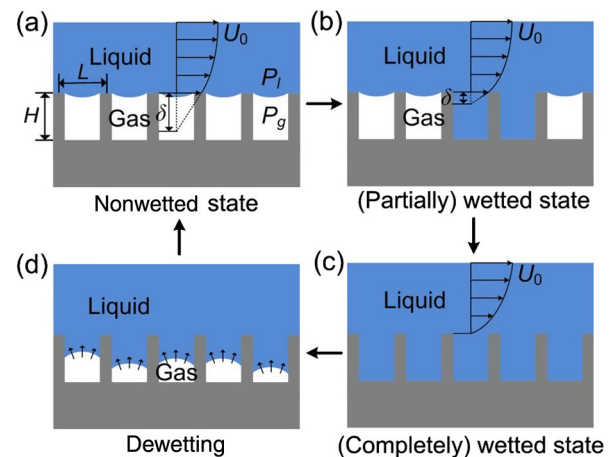 (a)
Liquid
U0
L
Pl
H
δ
Gas
Pg
Nonwetted state
(b)
Liquid
U0
δ
Gas
(Partially) wetted state
(d)
Liquid
Gas
Dewetting
(c)
U0
Liquid
(Completely) wetted state